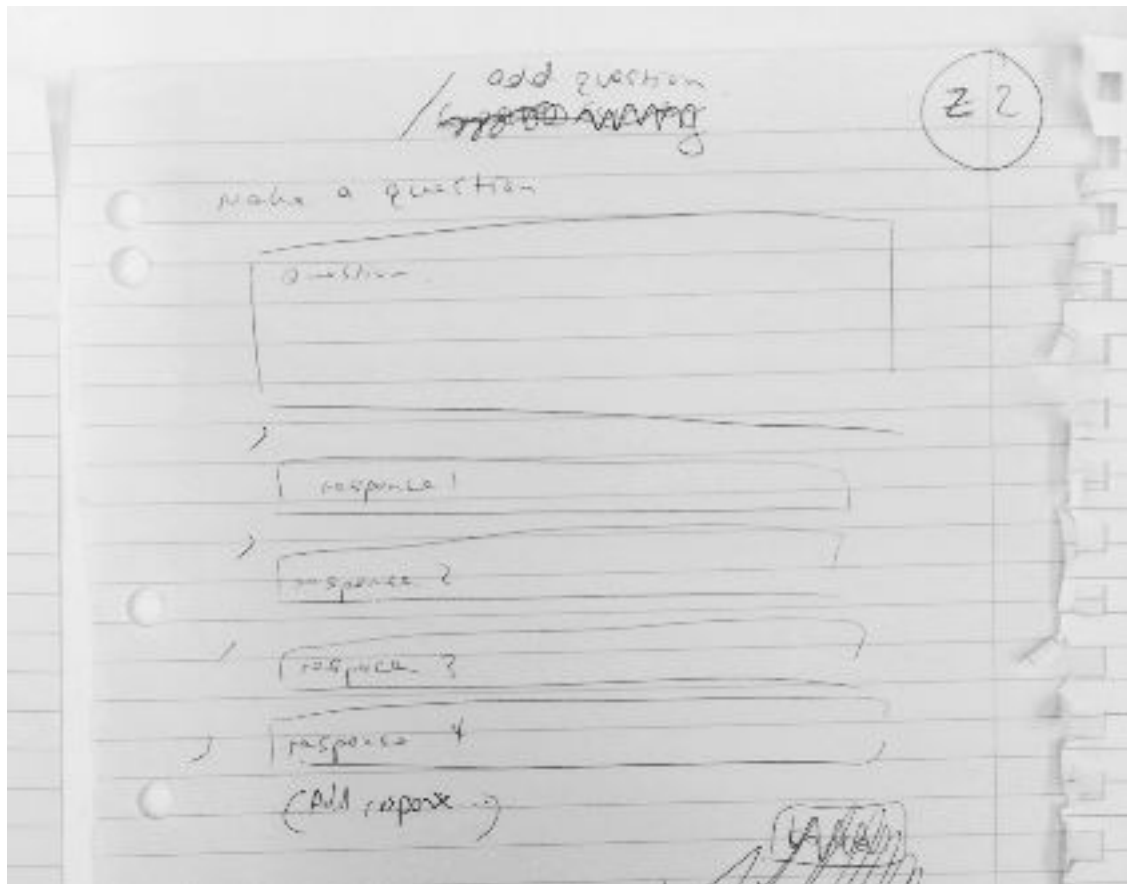 / add question
Z 2
Make a question
Question
response 1
response 2
response 3
response 4
(Add response)